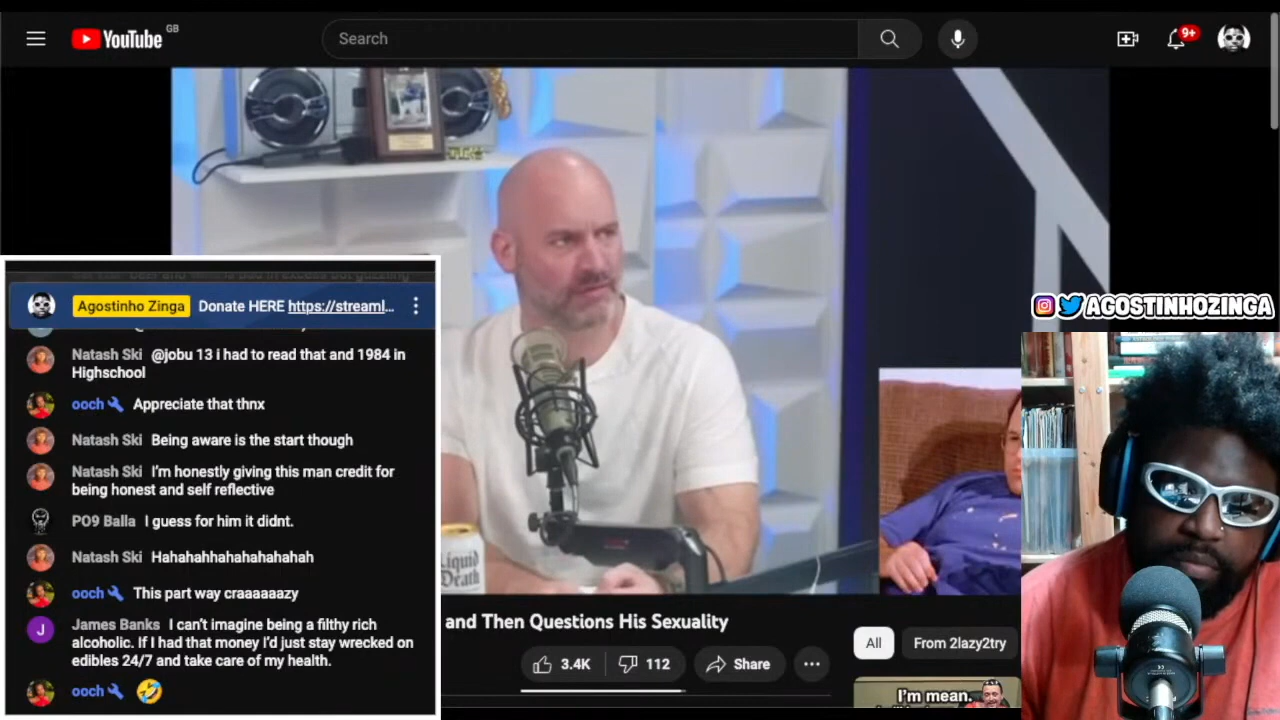 YouTube GB
Search
9+
Agostinho Zinga Donate HERE https://streaml...
Natash Ski @jobu 13 i had to read that and 1984 in
Highschool
ooch Appreciate that thnx
Natash Ski Being aware is the start though
Natash Ski I'm honestly giving this man credit for
being honest and self reflective
PO9 Balla I guess for him it didnt.
Natash Ski Hahahahhahahahahahah
ooch This part way craaaaaazy
J James Banks I can't imagine being a filthy rich
alcoholic. If I had that money I'd just stay wrecked on
edibles 24/7 and take care of my health.
ooch 🤣
Liquid
Death
and Then Questions His Sexuality
3.4K 112 Share
All From 2lazy2try
I'm mean.
AGOSTINHOZINGA